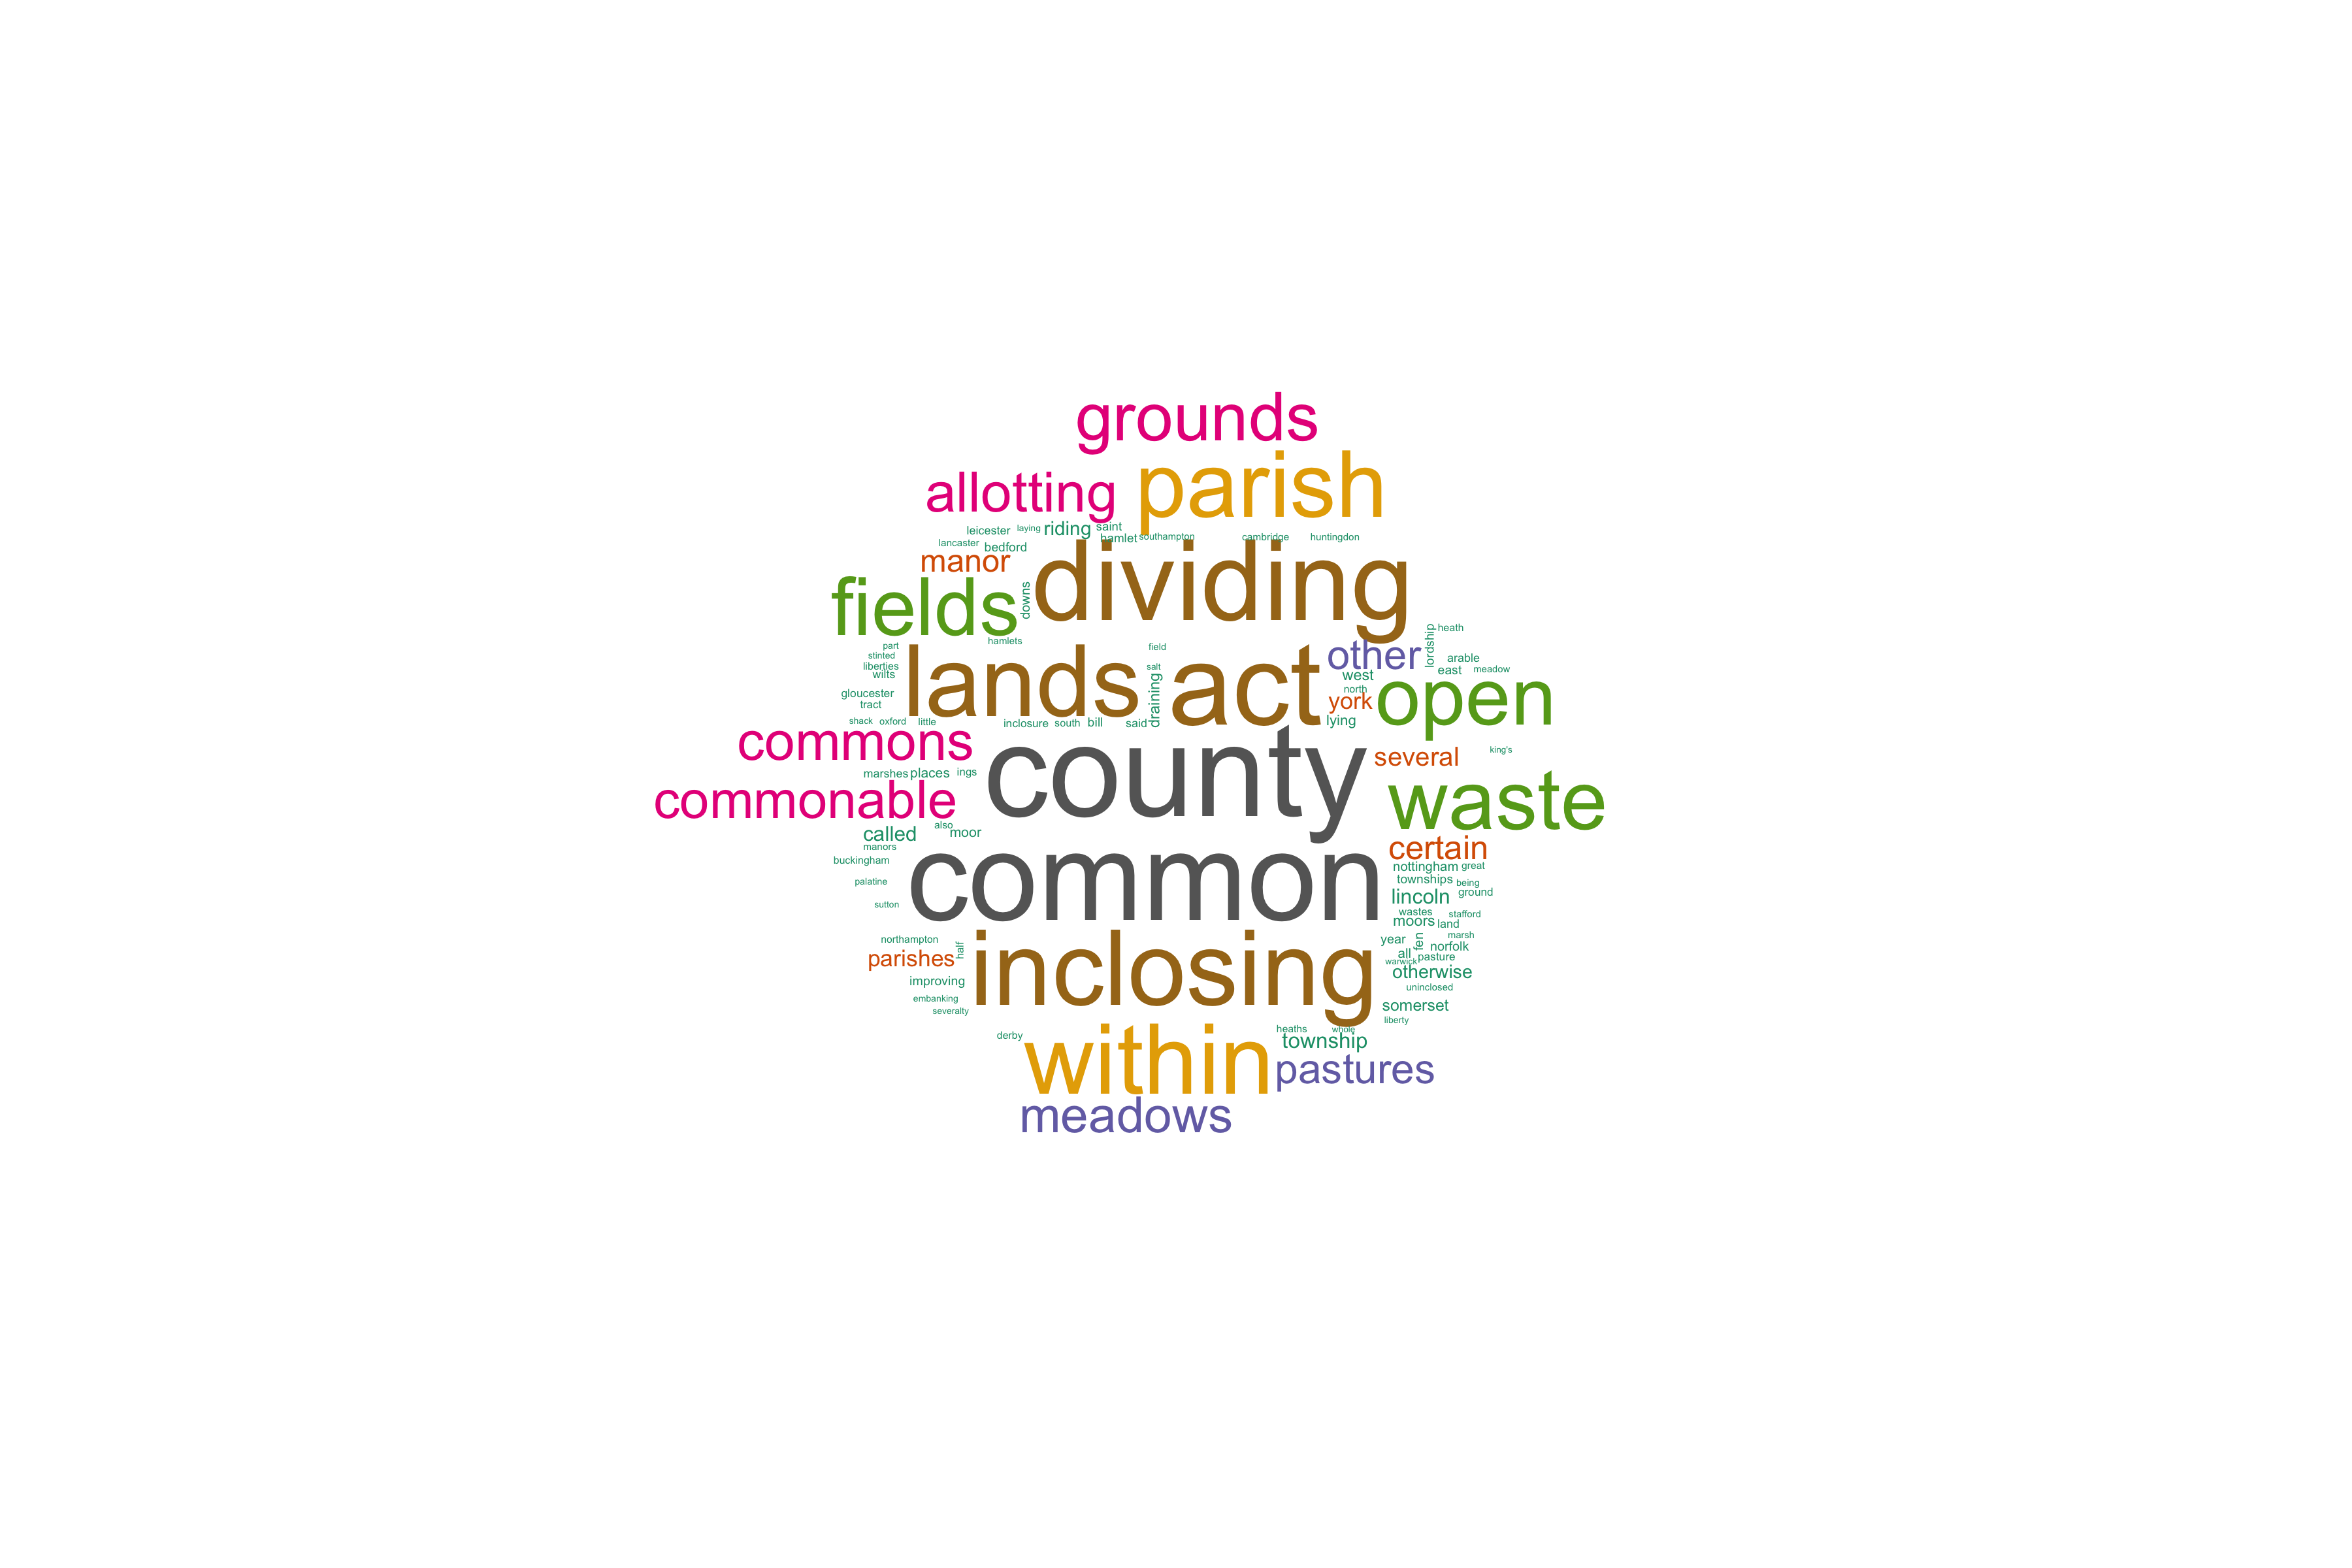 grounds
allotting parish
leicester laying riding saint
hamlet southampton cambridge huntingdon
lancaster bedford
manor dividing
fields downs
hamlets
part
stinted
liberties
wilts
lands field
salt
draining
act other lordship heath
arable
west east meadow
north
york open
gloucester
tract
shack oxford little inclosure south bill said lying
commons county several king's
marshes places ings
commonable waste
called also moor
manors
certain
buckingham common nottingham great
palatine townships being
sutton lincoln ground
wastes stafford
moors land
northampton half inclosing year fen marsh
parishes all norfolk
pasture
warwick
improving otherwise
embanking uninclosed
severalty somerset
liberty
derby within heaths whole
township
pastures
meadows